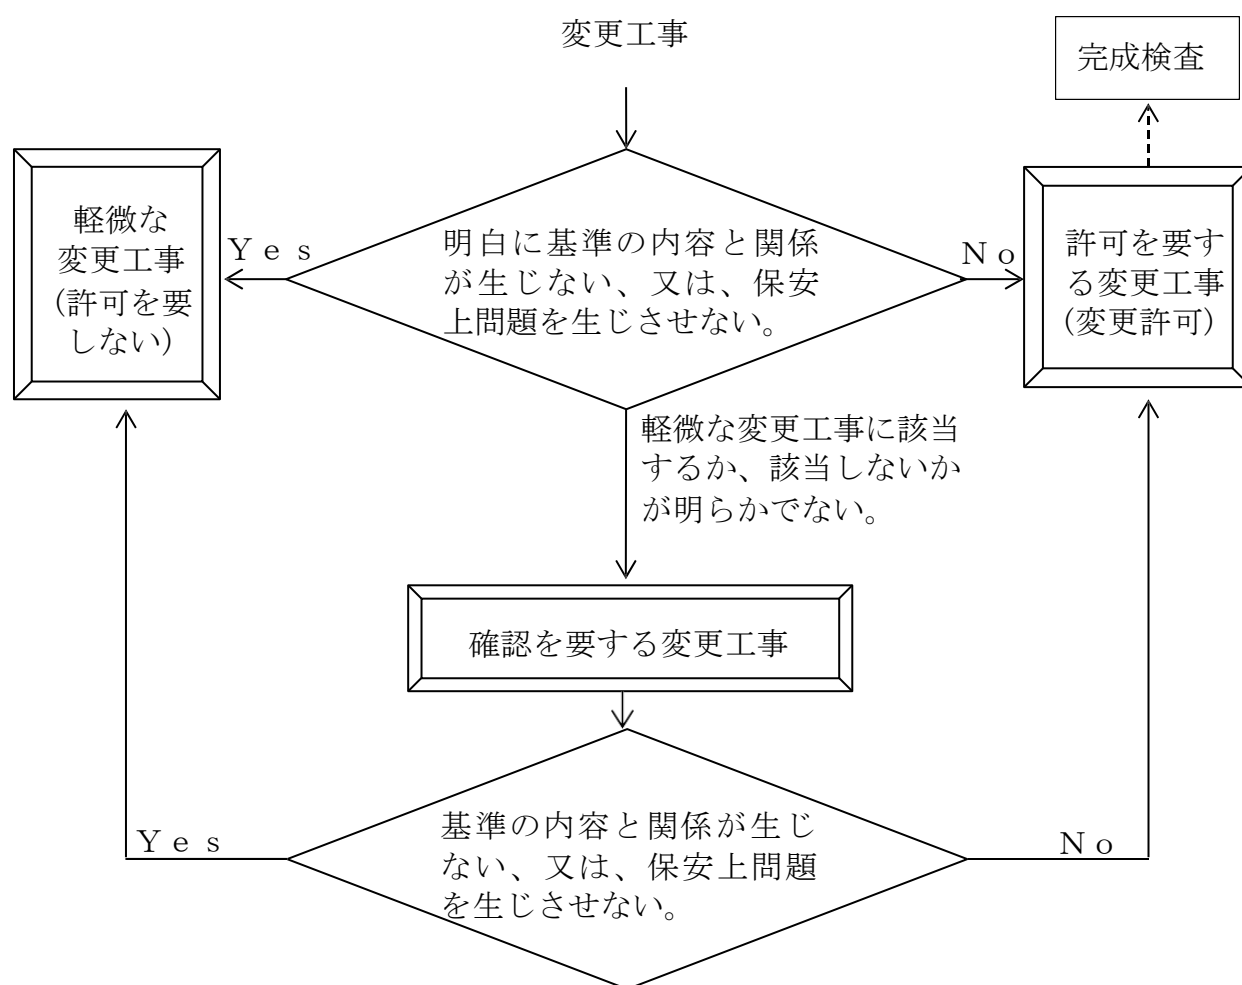 変更工事
完成検査
軽微な
変更工事
(許可を要
しない)
Ｙｅｓ
明白に基準の内容と関係
が生じない、又は、保安
上問題を生じさせない。
Ｎｏ
許可を要す
る変更工事
(変更許可)
軽微な変更工事に該当
するか、該当しないか
が明らかでない。
確認を要する変更工事
Ｙｅｓ
基準の内容と関係が生じ
ない、又は、保安上問題
を生じさせない。
Ｎｏ